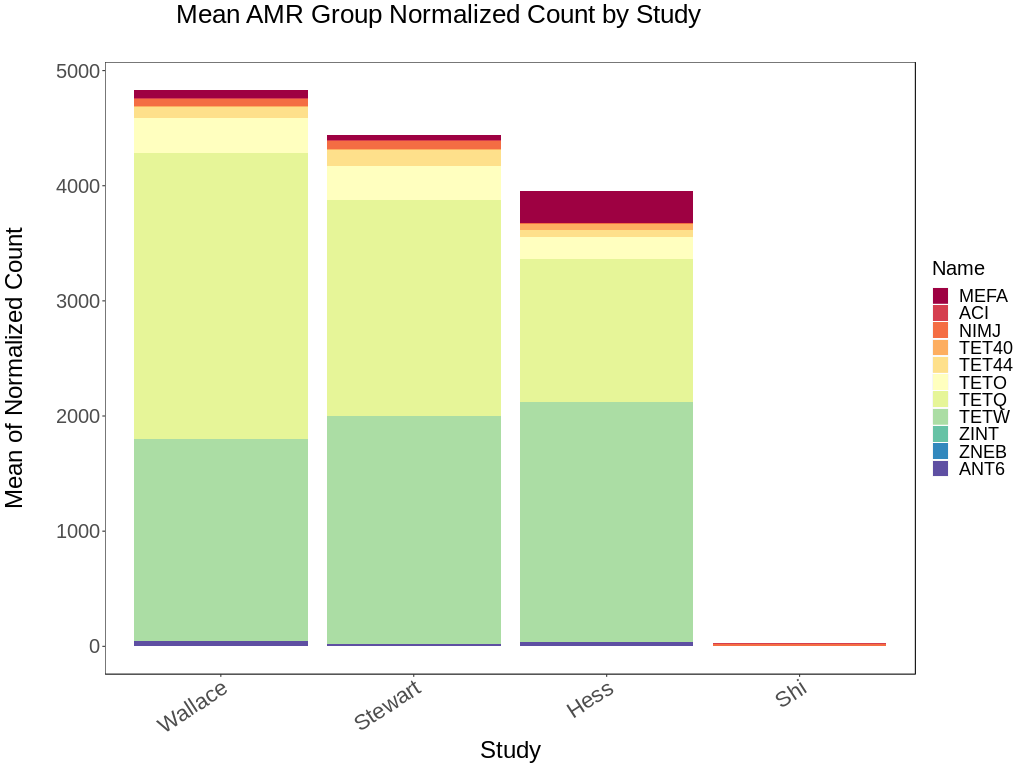 Mean AMR Group Normalized Count by Study
5000
4000
3000
2000
1000
0
Mean of Normalized Count
Wallace
Stewart
Hess
Shi
Study
Name
MEFA
ACI
NIMJ
TET40
TET44
TETO
TETQ
TETW
ZINT
ZNEB
ANT6